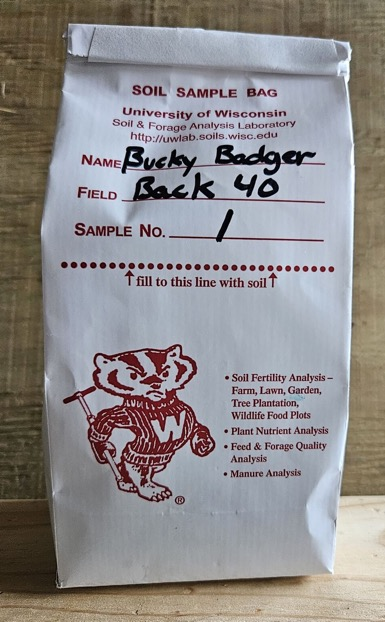 SOIL SAMPLE BAG
University of Wisconsin
Soil & Forage Analysis Laboratory
http://uwlab.soils.wisc.edu
NAME Bucky Badger
FIELD Back 40
SAMPLE NO. 1
↑fill to this line with soil↑
• Soil Fertility Analysis –
Farm, Lawn, Garden,
Tree Plantation,
Wildlife Food Plots
• Plant Nutrient Analysis
• Feed & Forage Quality
Analysis
• Manure Analysis
W
®